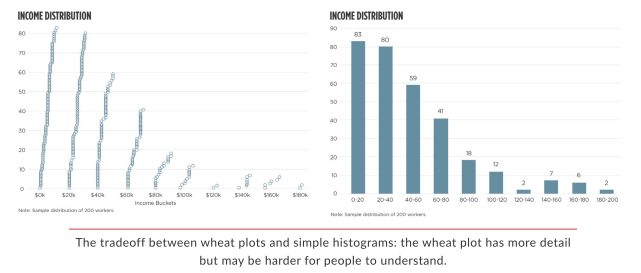 INCOME DISTRIBUTION
80
70
60
50
40
30
20
10
0
$0k $20k $40k $60k $80k $100k $120k $140k $160k $180k
Income Buckets
Note: Sample distribution of 200 workers.
INCOME DISTRIBUTION
90
80
70
60
50
40
30
20
10
0
83 80 59 41 18 12 2 7 6 2
0-20 20-40 40-60 60-80 80-100 100-120 120-140 140-160 160-180 180-200
Note: Sample distribution of 200 workers.
The tradeoff between wheat plots and simple histograms: the wheat plot has more detail
but may be harder for people to understand.